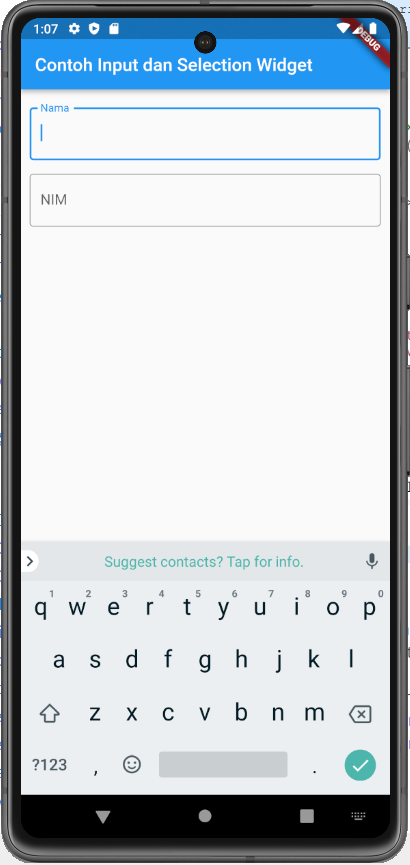 1:07
DEBUG
Contoh Input dan Selection Widget
Nama
NIM
Suggest contacts? Tap for info.
1 2 3 4 5 6 7 8 9 0
q w e r t y u i o p
a s d f g h j k l
z x c v b n m
?123 , .